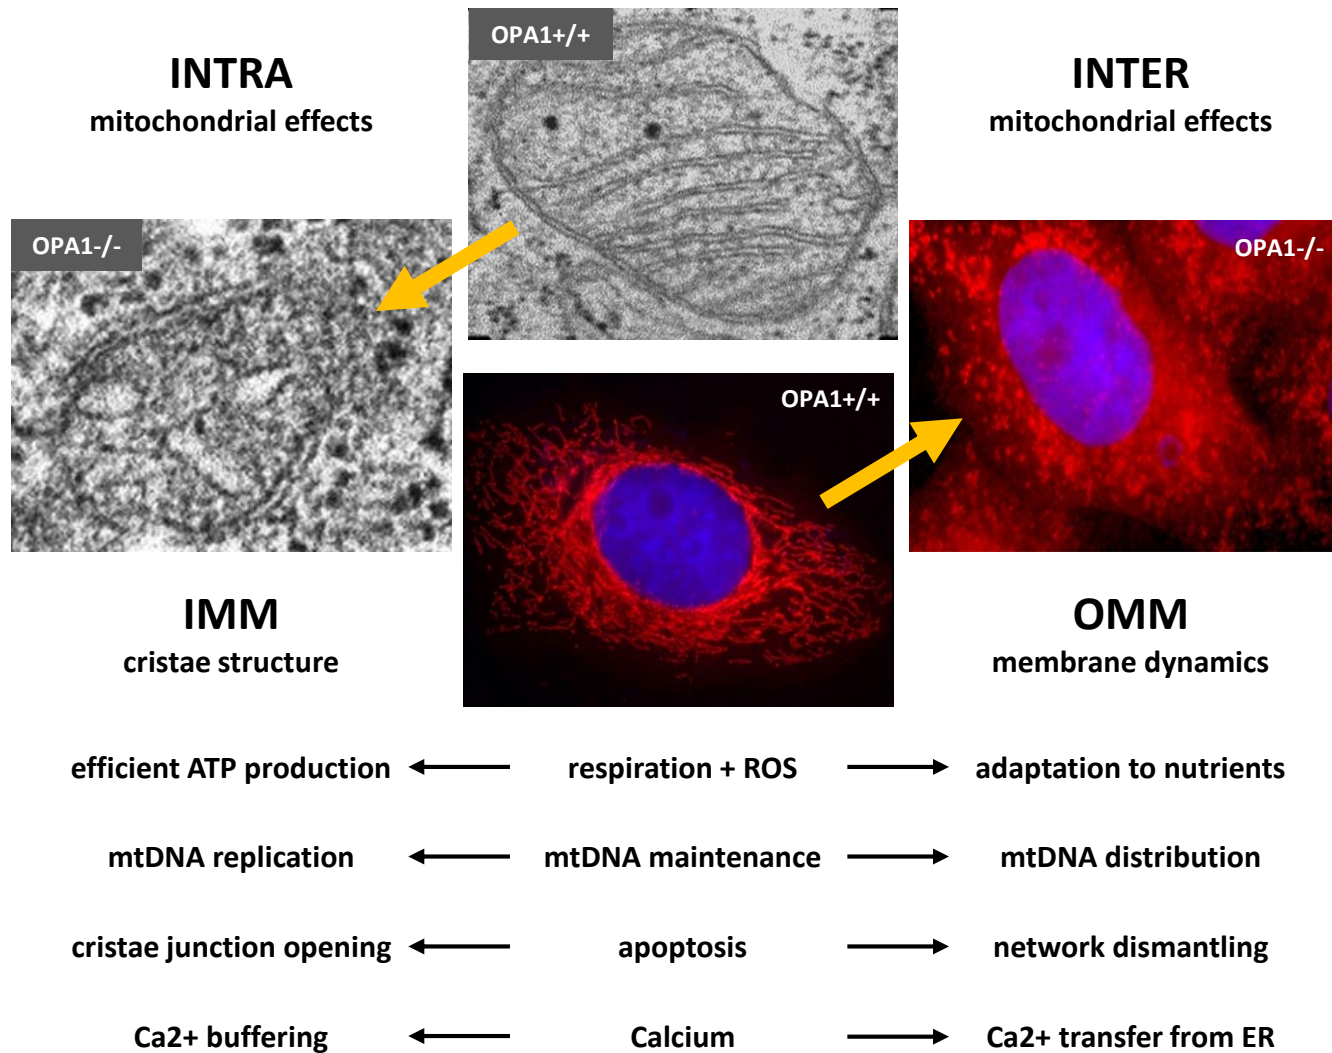 OPA1+/+
INTRA
mitochondrial effects
INTER
mitochondrial effects
OPA1-/-
OPA1-/-
OPA1+/+
IMM
cristae structure
OMM
membrane dynamics
efficient ATP production
respiration + ROS
adaptation to nutrients
mtDNA replication
mtDNA maintenance
mtDNA distribution
cristae junction opening
apoptosis
network dismantling
Ca2+ buffering
Calcium
Ca2+ transfer from ER